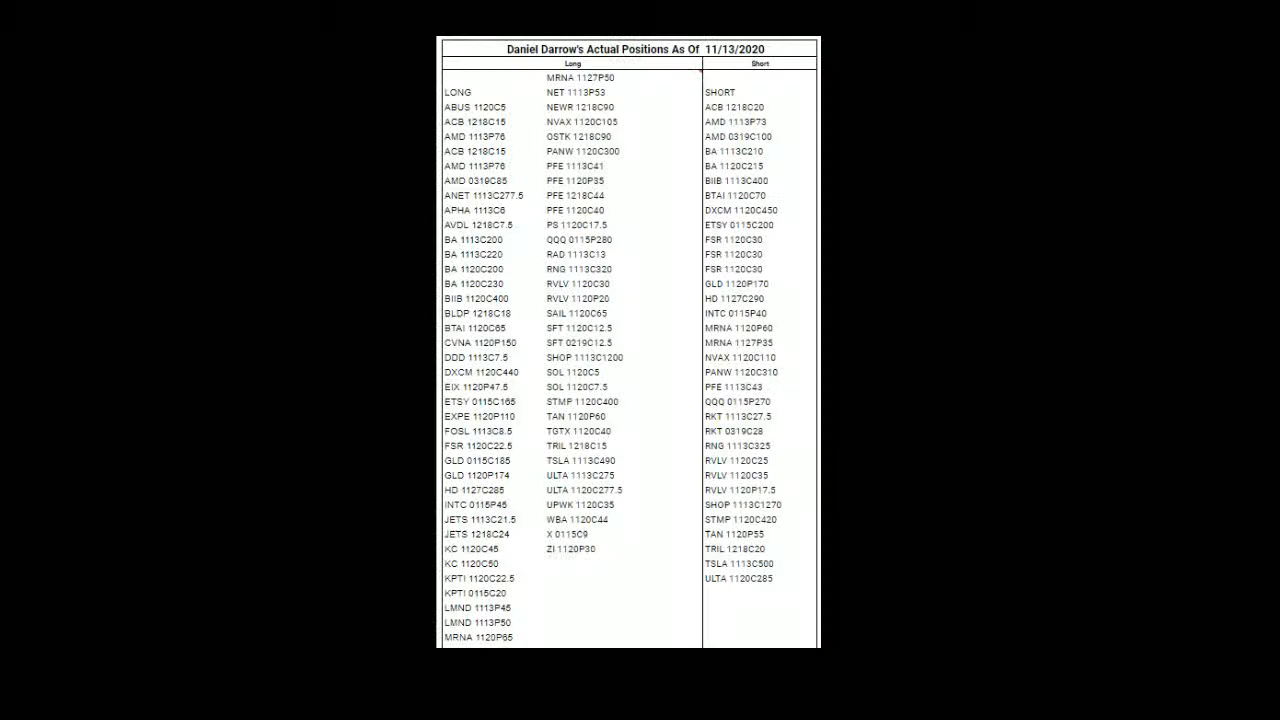 Daniel Darrow's Actual Positions As Of 11/13/2020
Long
Short
LONG
ABUS 1120C5
ACB 1218C15
AMD 1113P76
ACB 1218C15
AMD 1113P76
AMD 0319C85
ANET 1113C277.5
APHA 1113C6
AVDL 1218C7.5
BA 1113C200
BA 1113C220
BA 1120C200
BA 1120C230
BIIB 1120C400
BLDP 1218C18
BTAI 1120C65
CVNA 1120P150
DDD 1113C7.5
DXCM 1120C440
EIX 1120P47.5
ETSY 0115C165
EXPE 1120P110
FOSL 1113C8.5
FSR 1120C22.5
GLD 0115C185
GLD 1120P174
HD 1127C285
INTC 0115P45
JETS 1113C21.5
JETS 1218C24
KC 1120C45
KC 1120C50
KPTI 1120C22.5
KPTI 0115C20
LMND 1113P45
LMND 1113P50
MRNA 1120P65
MRNA 1127P50
NET 1113P53
NEWR 1218C90
NVAX 1120C105
OSTK 1218C90
PANW 1120C300
PFE 1113C41
PFE 1120P35
PFE 1218C44
PFE 1120C40
PS 1120C17.5
QQQ 0115P280
RAD 1113C13
RNG 1113C320
RVLV 1120C30
RVLV 1120P20
SAIL 1120C65
SFT 1120C12.5
SFT 0219C12.5
SHOP 1113C1200
SOL 1120C5
SOL 1120C7.5
STMP 1120C400
TAN 1120P60
TGTX 1120C40
TRIL 1218C15
TSLA 1113C490
ULTA 1113C275
ULTA 1120C277.5
UPWK 1120C35
WBA 1120C44
X 0115C9
ZI 1120P30
SHORT
ACB 1218C20
AMD 1113P73
AMD 0319C100
BA 1113C210
BA 1120C215
BIIB 1113C400
BTAI 1120C70
DXCM 1120C450
ETSY 0115C200
FSR 1120C30
FSR 1120C30
FSR 1120C30
GLD 1120P170
HD 1127C290
INTC 0115P40
MRNA 1120P60
MRNA 1127P35
NVAX 1120C110
PANW 1120C310
PFE 1113C43
QQQ 0115P270
RKT 1113C27.5
RKT 0319C28
RNG 1113C325
RVLV 1120C25
RVLV 1120C35
RVLV 1120P17.5
SHOP 1113C1270
STMP 1120C420
TAN 1120P55
TRIL 1218C20
TSLA 1113C500
ULTA 1120C285